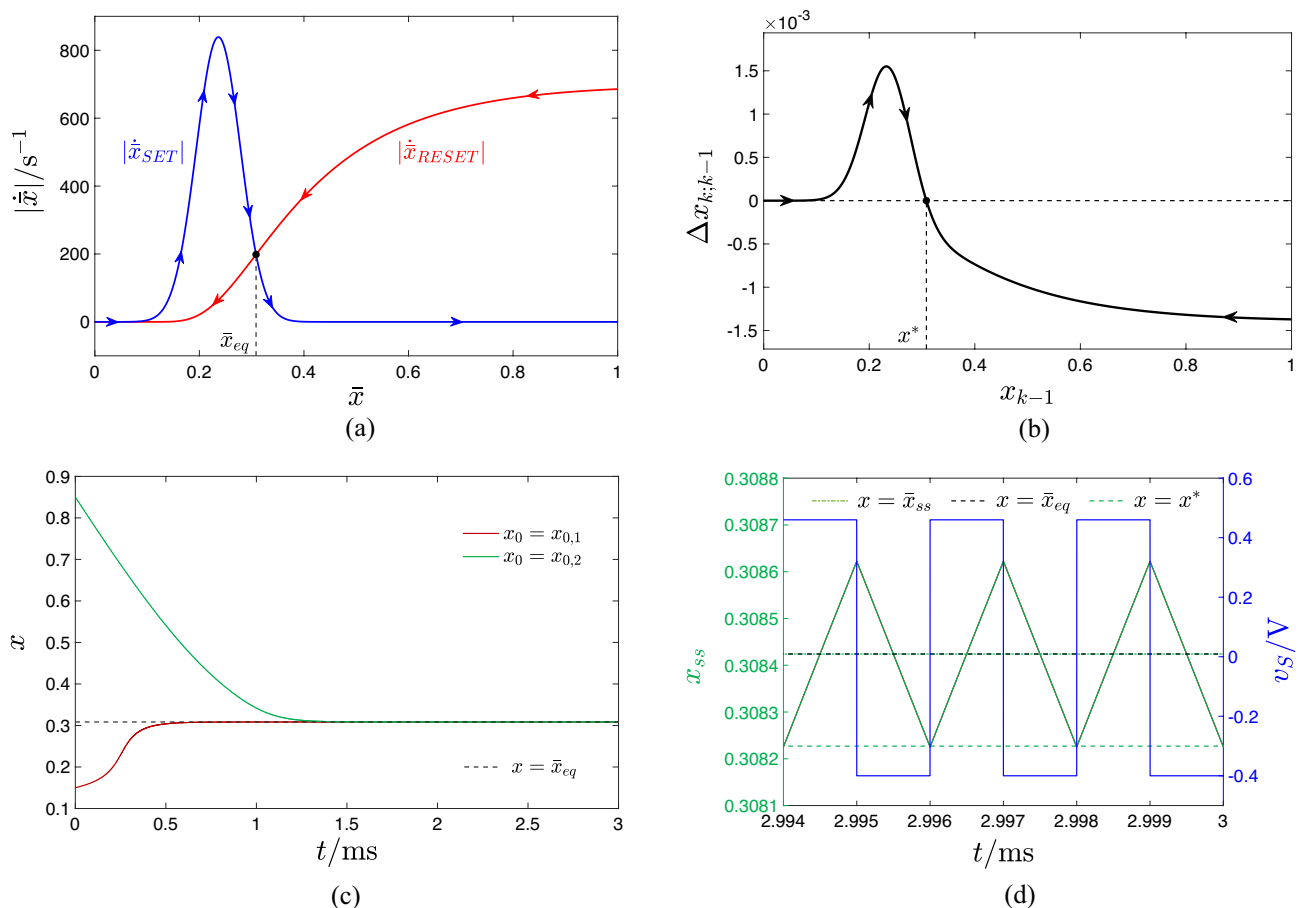 |ẋ̄|/s⁻¹
800
600
400
200
0
|ẋ̄_SET|
|ẋ̄_RESET|
x̄_eq
0 0.2 0.4 0.6 0.8 1
x̄
(a)
×10⁻³
Δx_{k;k−1}
1.5
1
0.5
0
-0.5
-1
-1.5
x*
0 0.2 0.4 0.6 0.8 1
x_{k−1}
(b)
x
0.9
0.8
0.7
0.6
0.5
0.4
0.3
0.2
0.1
x₀ = x_{0,1}
x₀ = x_{0,2}
x = x̄_eq
0 0.5 1 1.5 2 2.5 3
t/ms
(c)
x_ss
0.3088
0.3087
0.3086
0.3085
0.3084
0.3083
0.3082
0.3081
x = x̄_ss x = x̄_eq x = x*
0.6
0.4
0.2
0
-0.2
-0.4
v_S/V
2.994 2.995 2.996 2.997 2.998 2.999 3
t/ms
(d)